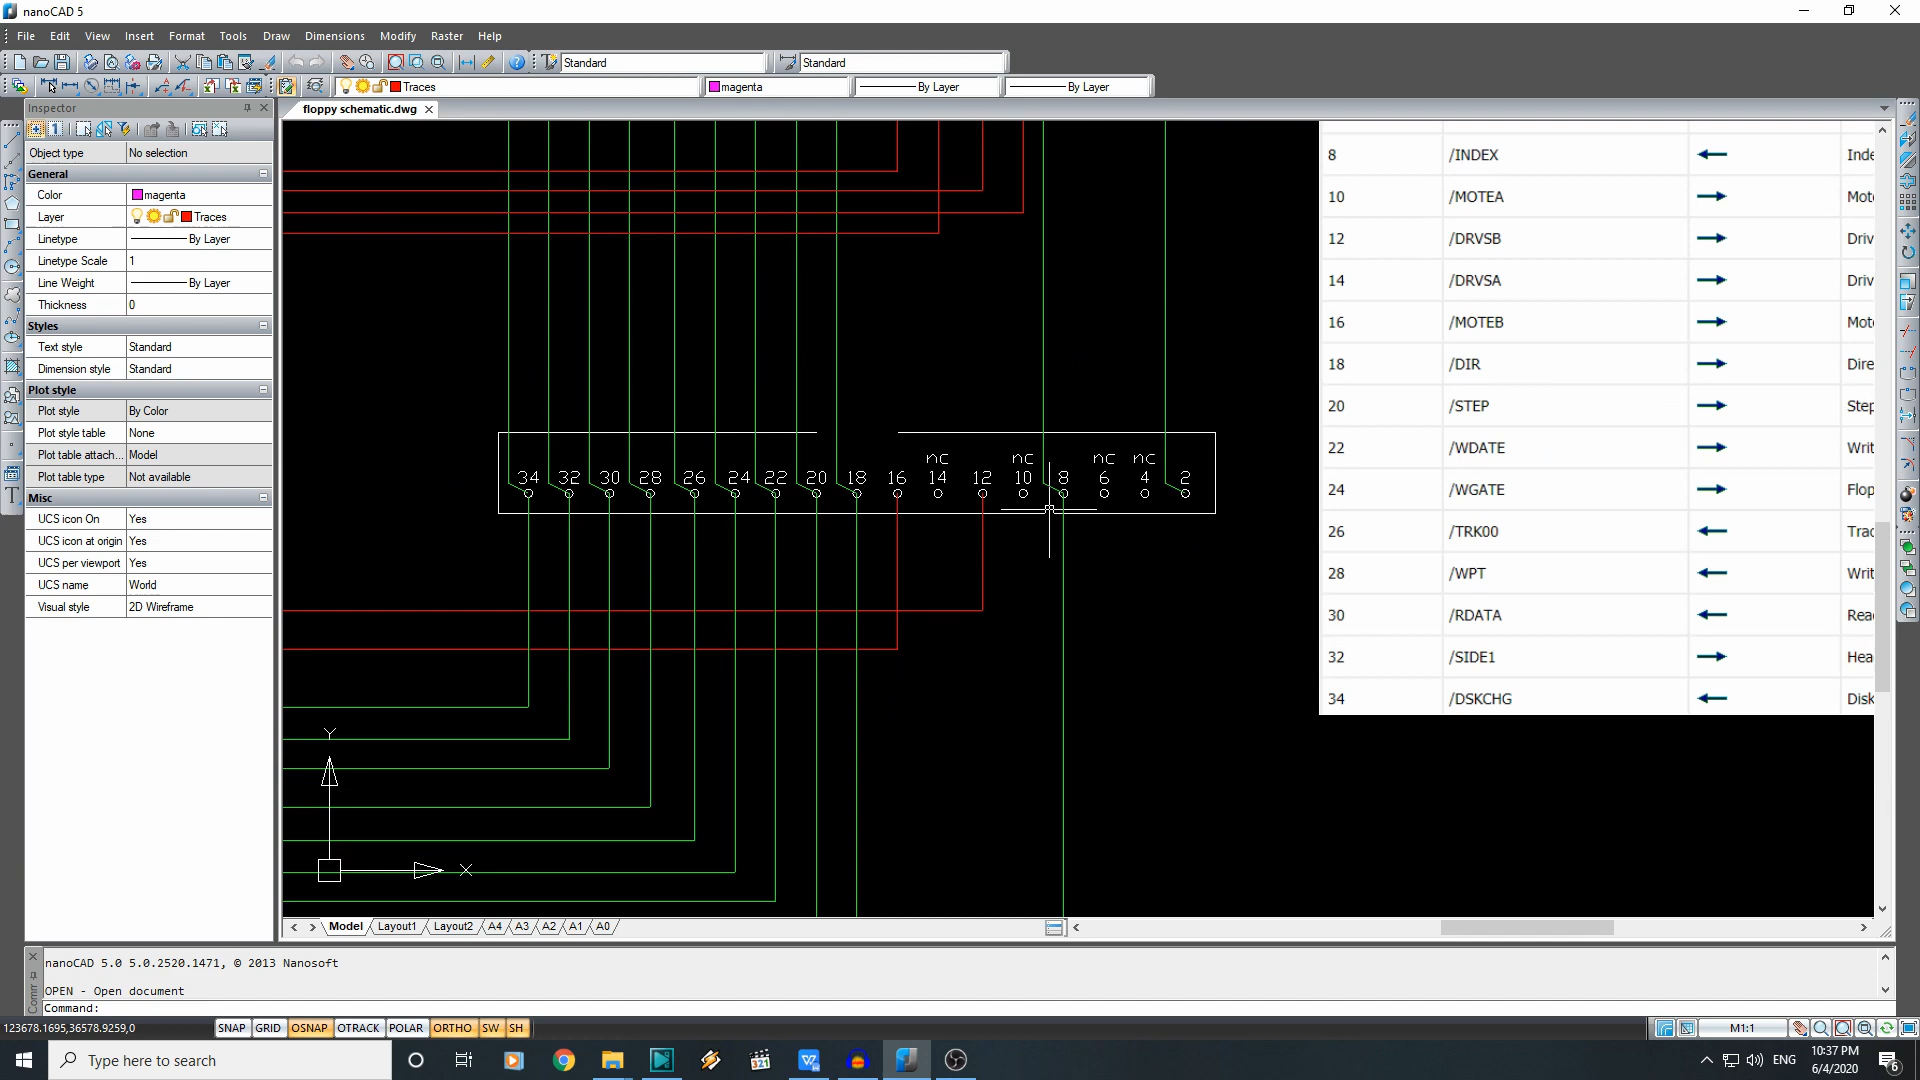 nanoCAD 5
File Edit View Insert Format Tools Draw Dimensions Modify Raster Help
Standard Standard
Traces magenta By Layer By Layer
Inspector
floppy schematic.dwg
Object type No selection
General
Color magenta
Layer Traces
Linetype By Layer
Linetype Scale 1
Line Weight By Layer
Thickness 0
Styles
Text style Standard
Dimension style Standard
Plot style
Plot style By Color
Plot style table None
Plot table attach... Model
Plot table type Not available
Misc
UCS icon On Yes
UCS icon at origin Yes
UCS per viewport Yes
UCS name World
Visual style 2D Wireframe
nc nc nc nc
34 32 30 28 26 24 22 20 18 16 14 12 10 8 6 4 2
Y
X
8 /INDEX Inde
10 /MOTEA Mot
12 /DRVSB Driv
14 /DRVSA Driv
16 /MOTEB Mot
18 /DIR Dire
20 /STEP Step
22 /WDATE Writ
24 /WGATE Flop
26 /TRK00 Trac
28 /WPT Writ
30 /RDATA Rea
32 /SIDE1 Hea
34 /DSKCHG Disk
Model Layout1 Layout2 A4 A3 A2 A1 A0
Comm
nanoCAD 5.0 5.0.2520.1471, © 2013 Nanosoft
OPEN - Open document
Command:
123678.1695,36578.9259,0 SNAP GRID OSNAP OTRACK POLAR ORTHO SW SH M1:1
Type here to search
321
ENG
10:37 PM
6/4/2020
6